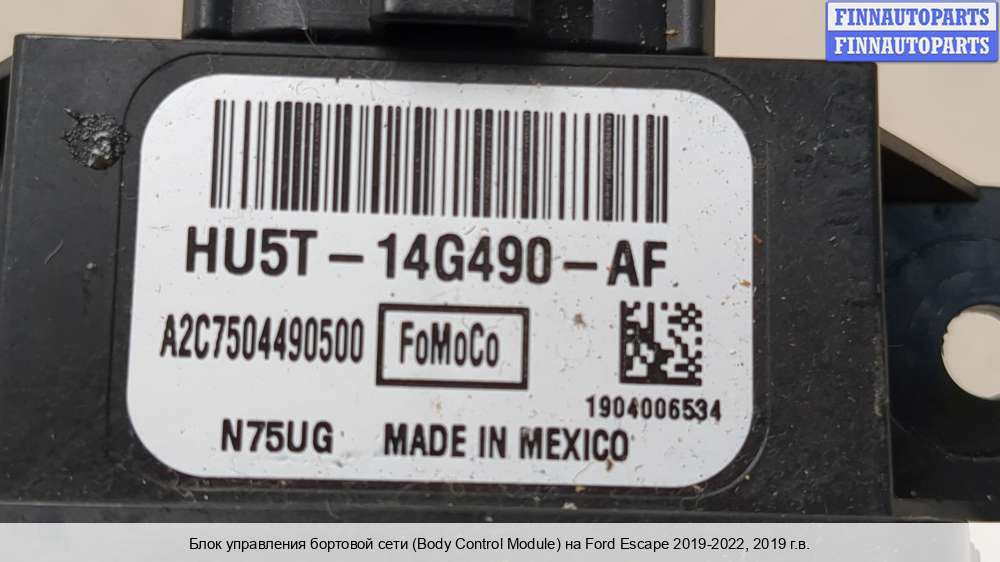 FINNAUTOPARTS
FINNAUTOPARTS
HU5T-14G490-AF
A2C7504490500 FoMoCo
1904006534
N75UG MADE IN MEXICO
Блок управления бортовой сети (Body Control Module) на Ford Escape 2019-2022, 2019 г.в.